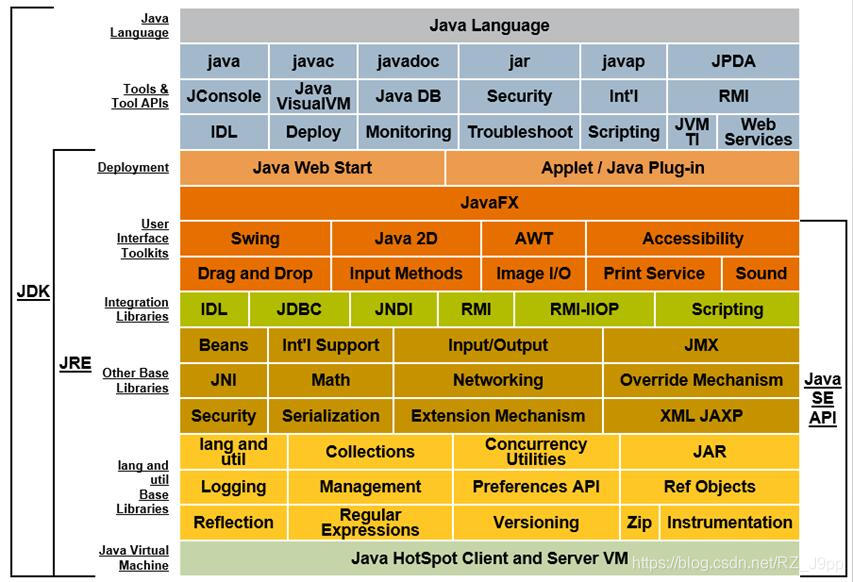 Java
Language
Java Language
Tools &
Tool APIs
java
javac
javadoc
jar
javap
JPDA
JConsole
Java
VisualVM
Java DB
Security
Int'l
RMI
IDL
Deploy
Monitoring
Troubleshoot
Scripting
JVM
TI
Web
Services
Deployment
Java Web Start
Applet / Java Plug-in
JavaFX
User
Interface
Toolkits
Swing
Java 2D
AWT
Accessibility
Drag and Drop
Input Methods
Image I/O
Print Service
Sound
JDK
Integration
Libraries
IDL
JDBC
JNDI
RMI
RMI-IIOP
Scripting
JRE
Other Base
Libraries
Beans
Int'l Support
Input/Output
JMX
JNI
Math
Networking
Override Mechanism
Security
Serialization
Extension Mechanism
XML JAXP
Java
SE
API
lang and
util
Base
Libraries
lang and
util
Collections
Concurrency
Utilities
JAR
Logging
Management
Preferences API
Ref Objects
Reflection
Regular
Expressions
Versioning
Zip
Instrumentation
Java Virtual
Machine
Java HotSpot Client and Server VM
https://blog.csdn.net/RZ_J9pp